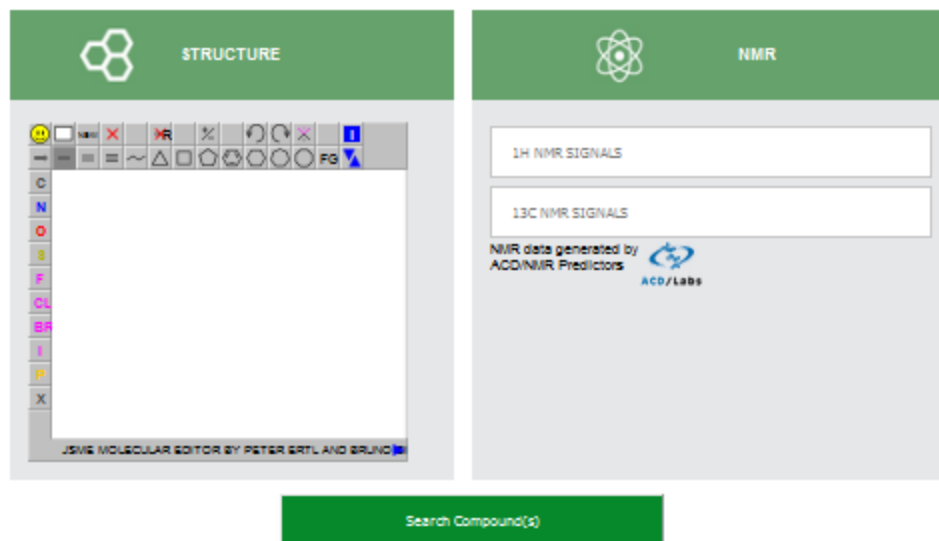 STRUCTURE
R
FG
C
N
O
S
F
CL
BR
I
P
X
JSME MOLECULAR EDITOR BY PETER ERTL AND BRUNO
NMR
1H NMR SIGNALS
13C NMR SIGNALS
NMR data generated by
ACD/NMR Predictors
ACD/Labs
Search Compound(s)